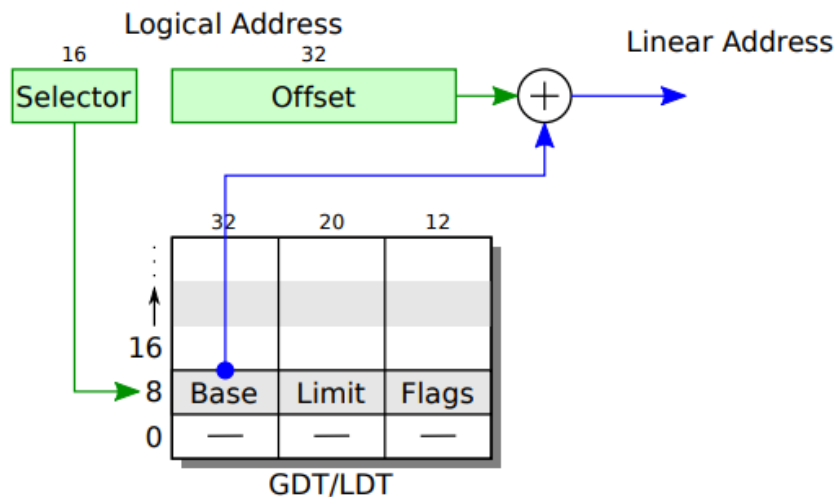 Logical Address
16
32
Linear Address
Selector
Offset
+
32
20
12
16
8
Base
Limit
Flags
0
—
—
—
GDT/LDT